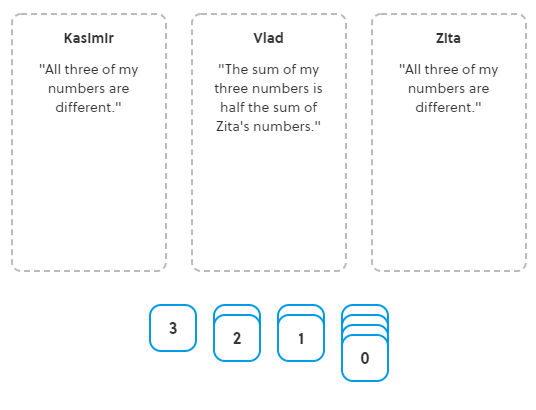 Kasimir
Vlad
Zita
"All three of my
numbers are
different."
"The sum of my
three numbers is
half the sum of
Zita's numbers."
"All three of my
numbers are
different."
3
2
1
0